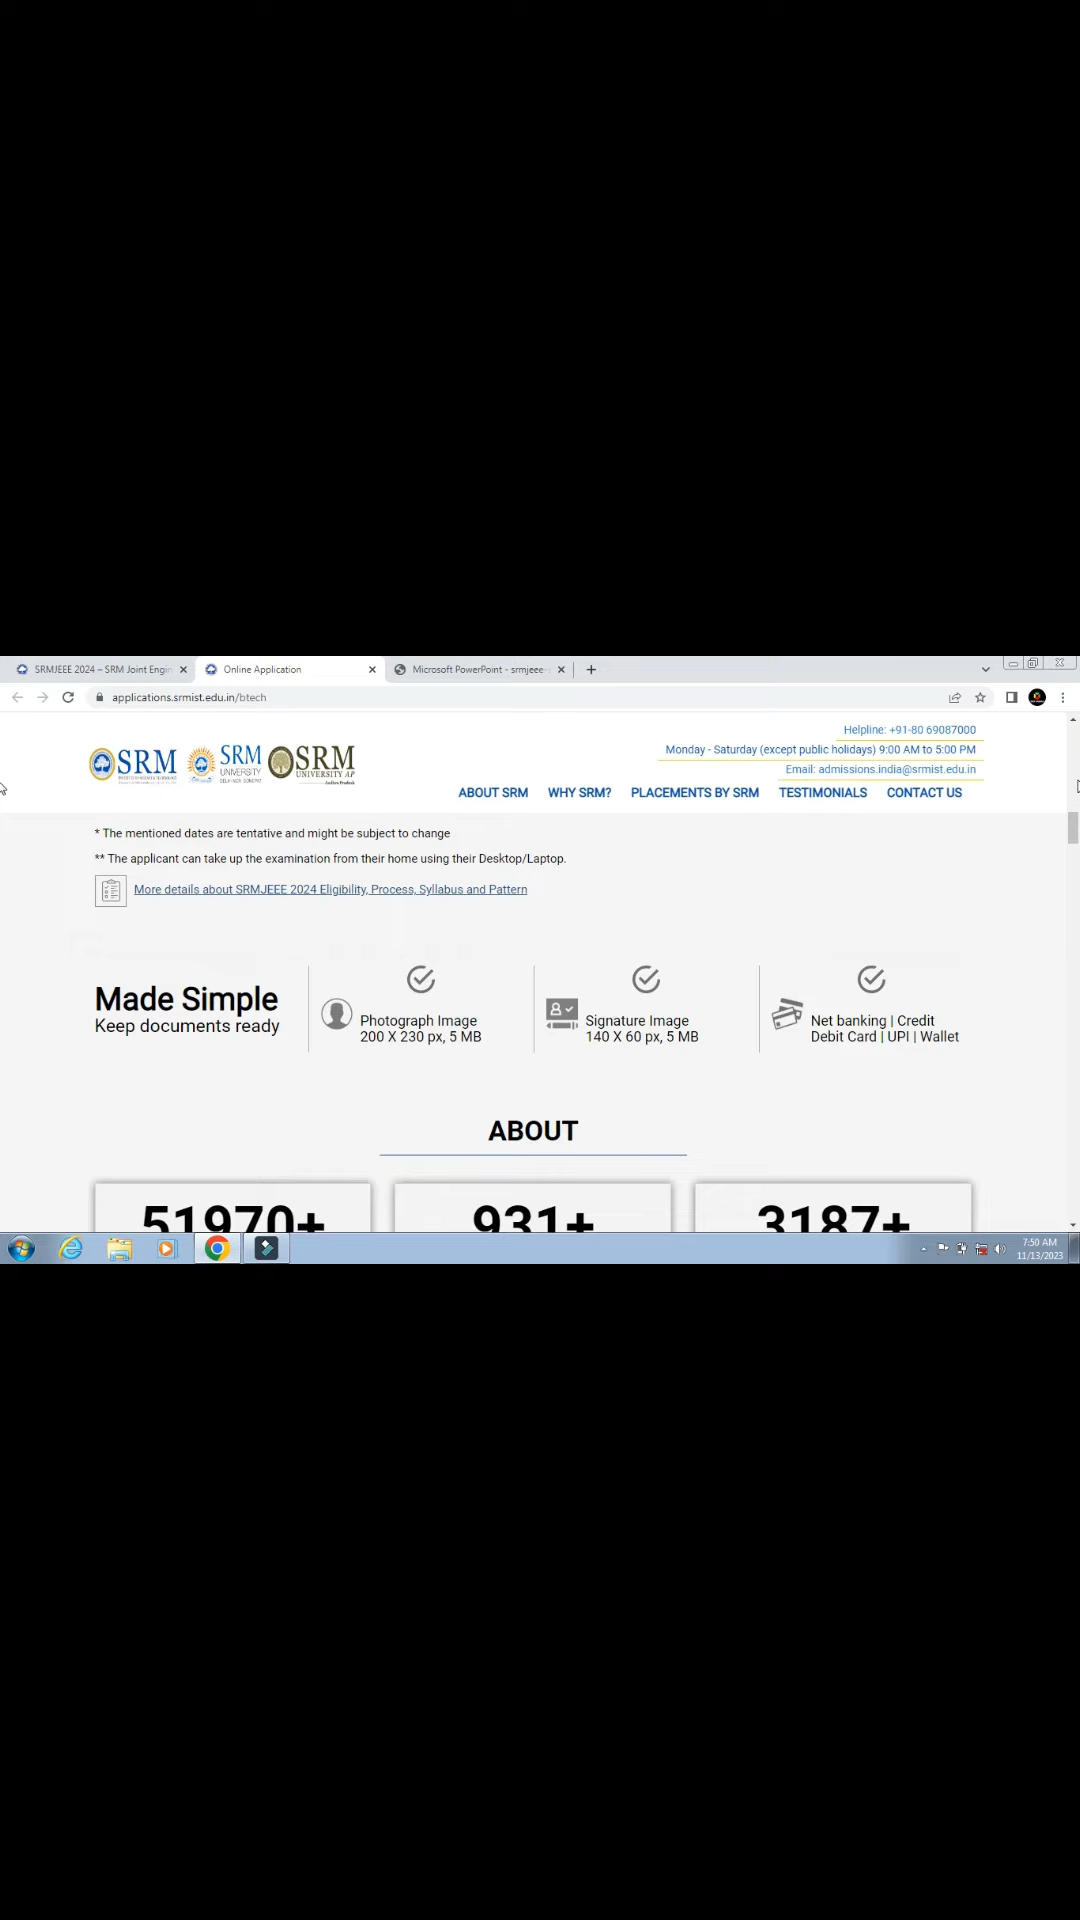 SRMJEEE 2024 – SRM Joint Engin
Online Application
Microsoft PowerPoint - srmjeee
applications.srmist.edu.in/btech
Helpline: +91-80 69087000
Monday - Saturday (except public holidays) 9:00 AM to 5:00 PM
Email: admissions.india@srmist.edu.in
SRM
SRM
UNIVERSITY
SRM
UNIVERSITY AP
Andhra Pradesh
ABOUT SRM
WHY SRM?
PLACEMENTS BY SRM
TESTIMONIALS
CONTACT US
* The mentioned dates are tentative and might be subject to change
** The applicant can take up the examination from their home using their Desktop/Laptop.
More details about SRMJEEE 2024 Eligibility, Process, Syllabus and Pattern
Made Simple
Keep documents ready
Photograph Image
200 X 230 px, 5 MB
Signature Image
140 X 60 px, 5 MB
Net banking | Credit
Debit Card | UPI | Wallet
ABOUT
51970+
931+
3187+
7:50 AM
11/13/2023